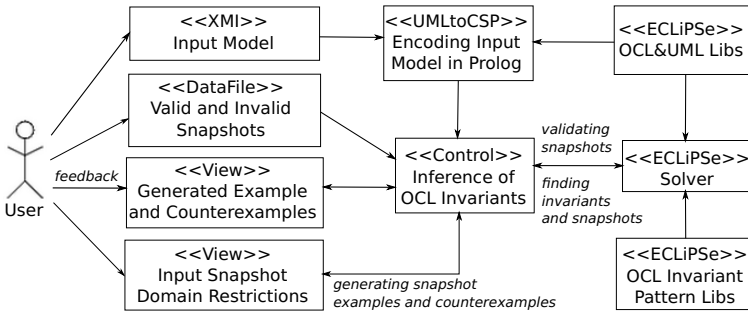 <<XMI>>
Input Model
<<UMLtoCSP>>
Encoding Input
Model in Prolog
<<ECLiPSe>>
OCL&UML Libs
<<DataFile>>
Valid and Invalid
Snapshots
validating
snapshots
<<Control>>
Inference of
OCL Invariants
<<ECLiPSe>>
Solver
feedback
<<View>>
Generated Example
and Counterexamples
finding
invariants
and snapshots
User
<<View>>
Input Snapshot
Domain Restrictions
generating snapshot
examples and counterexamples
<<ECLiPSe>>
OCL Invariant
Pattern Libs